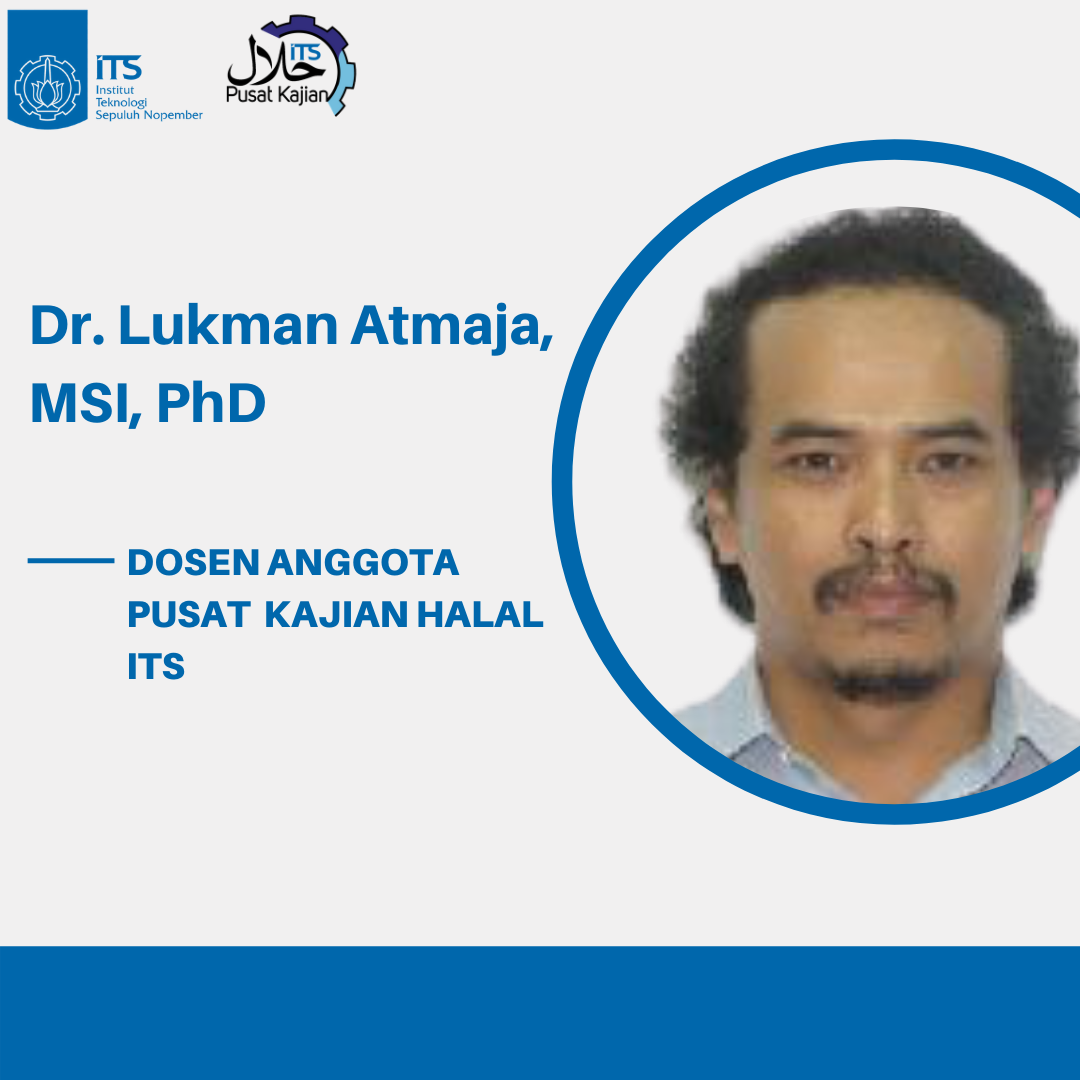 iTS
Institut
Teknologi
Sepuluh Nopember
iTS
حلال
Pusat Kajian
Dr. Lukman Atmaja,
MSI, PhD
DOSEN ANGGOTA
PUSAT KAJIAN HALAL
ITS